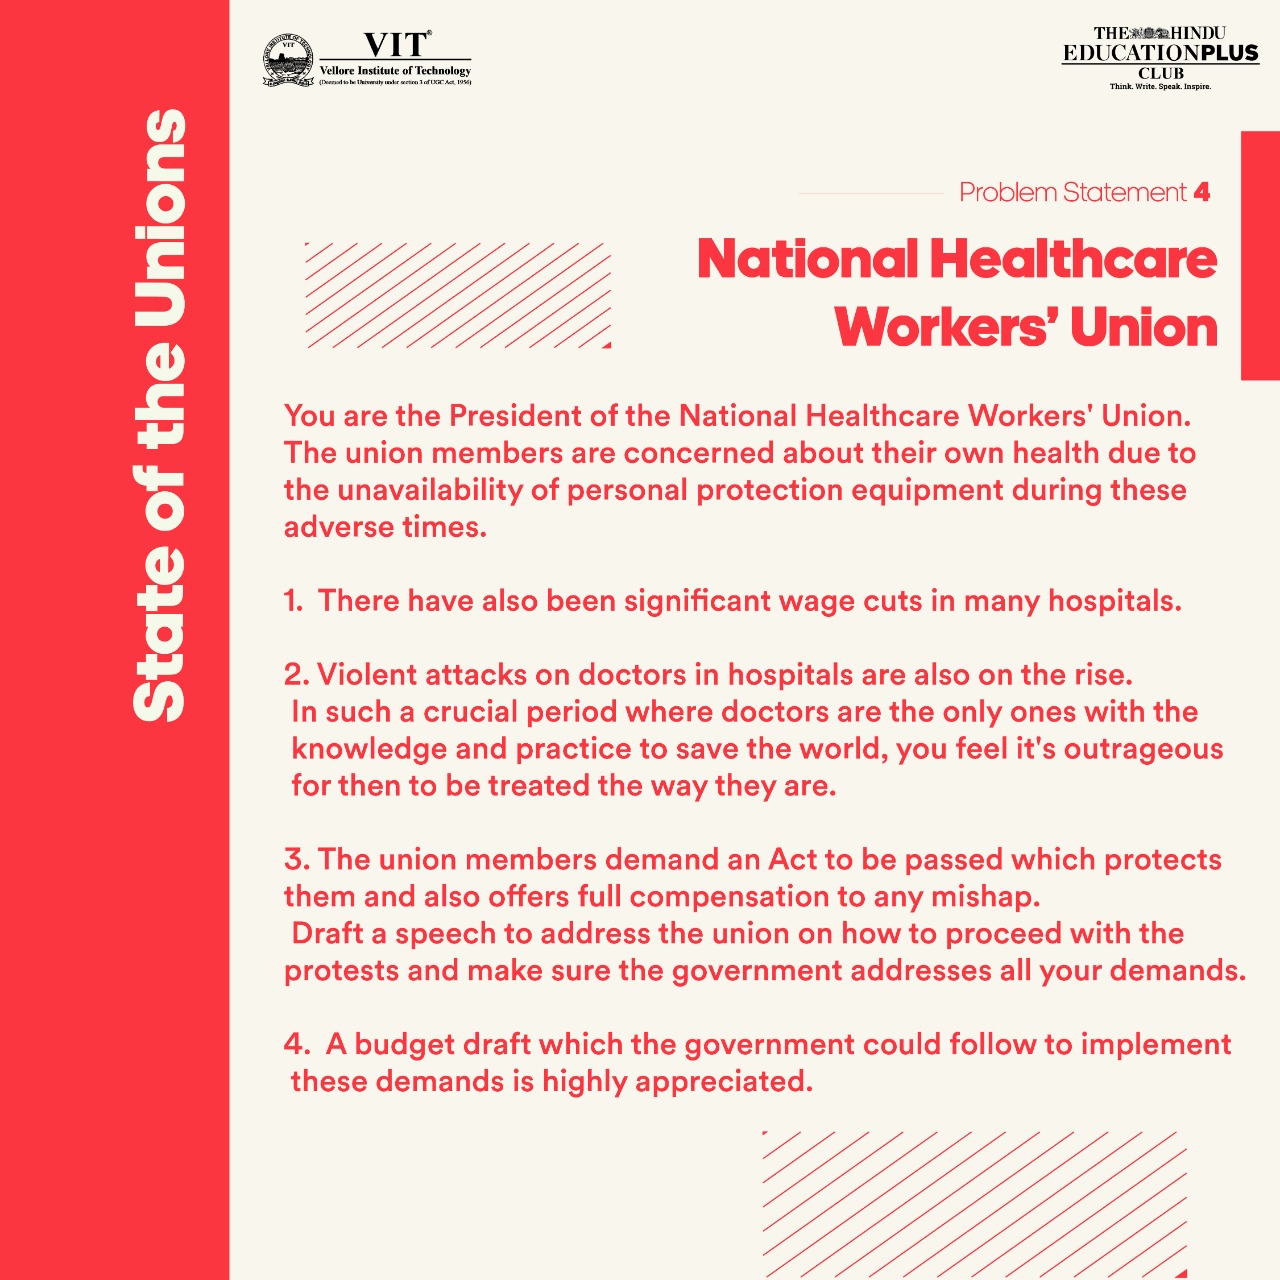 VIT®
Vellore Institute of Technology
(Deemed to be University under section 3 of UGC Act, 1956)
THE HINDU
EDUCATIONPLUS
CLUB
Think. Write. Speak. Inspire.
State of the Unions
Problem Statement 4
National Healthcare
Workers’ Union
You are the President of the National Healthcare Workers' Union.
The union members are concerned about their own health due to
the unavailability of personal protection equipment during these
adverse times.
1. There have also been significant wage cuts in many hospitals.
2. Violent attacks on doctors in hospitals are also on the rise.
In such a crucial period where doctors are the only ones with the
knowledge and practice to save the world, you feel it's outrageous
for then to be treated the way they are.
3. The union members demand an Act to be passed which protects
them and also offers full compensation to any mishap.
Draft a speech to address the union on how to proceed with the
protests and make sure the government addresses all your demands.
4. A budget draft which the government could follow to implement
these demands is highly appreciated.